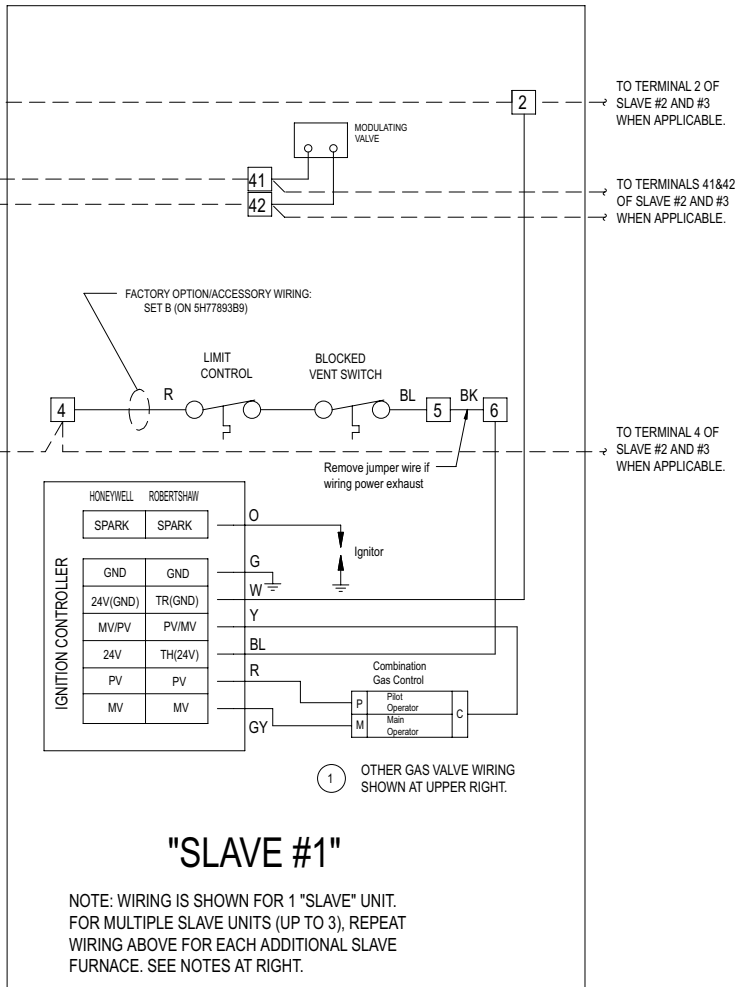 2
TO TERMINAL 2 OF
SLAVE #2 AND #3
WHEN APPLICABLE.
MODULATING
VALVE
41
42
TO TERMINALS 41&42
OF SLAVE #2 AND #3
WHEN APPLICABLE.
FACTORY OPTION/ACCESSORY WIRING:
SET B (ON 5H77893B9)
LIMIT
CONTROL
BLOCKED
VENT SWITCH
4
R
BL
5
BK
6
TO TERMINAL 4 OF
SLAVE #2 AND #3
WHEN APPLICABLE.
Remove jumper wire if
wiring power exhaust
IGNITION CONTROLLER
HONEYWELL ROBERTSHAW
SPARK SPARK O
Ignitor
GND GND G
24V(GND) TR(GND) W
MV/PV PV/MV Y
24V TH(24V) BL
PV PV R
MV MV GY
Combination
Gas Control
P Pilot
Operator
M Main
Operator
C
1 OTHER GAS VALVE WIRING
SHOWN AT UPPER RIGHT.
"SLAVE #1"
NOTE: WIRING IS SHOWN FOR 1 "SLAVE" UNIT.
FOR MULTIPLE SLAVE UNITS (UP TO 3), REPEAT
WIRING ABOVE FOR EACH ADDITIONAL SLAVE
FURNACE. SEE NOTES AT RIGHT.